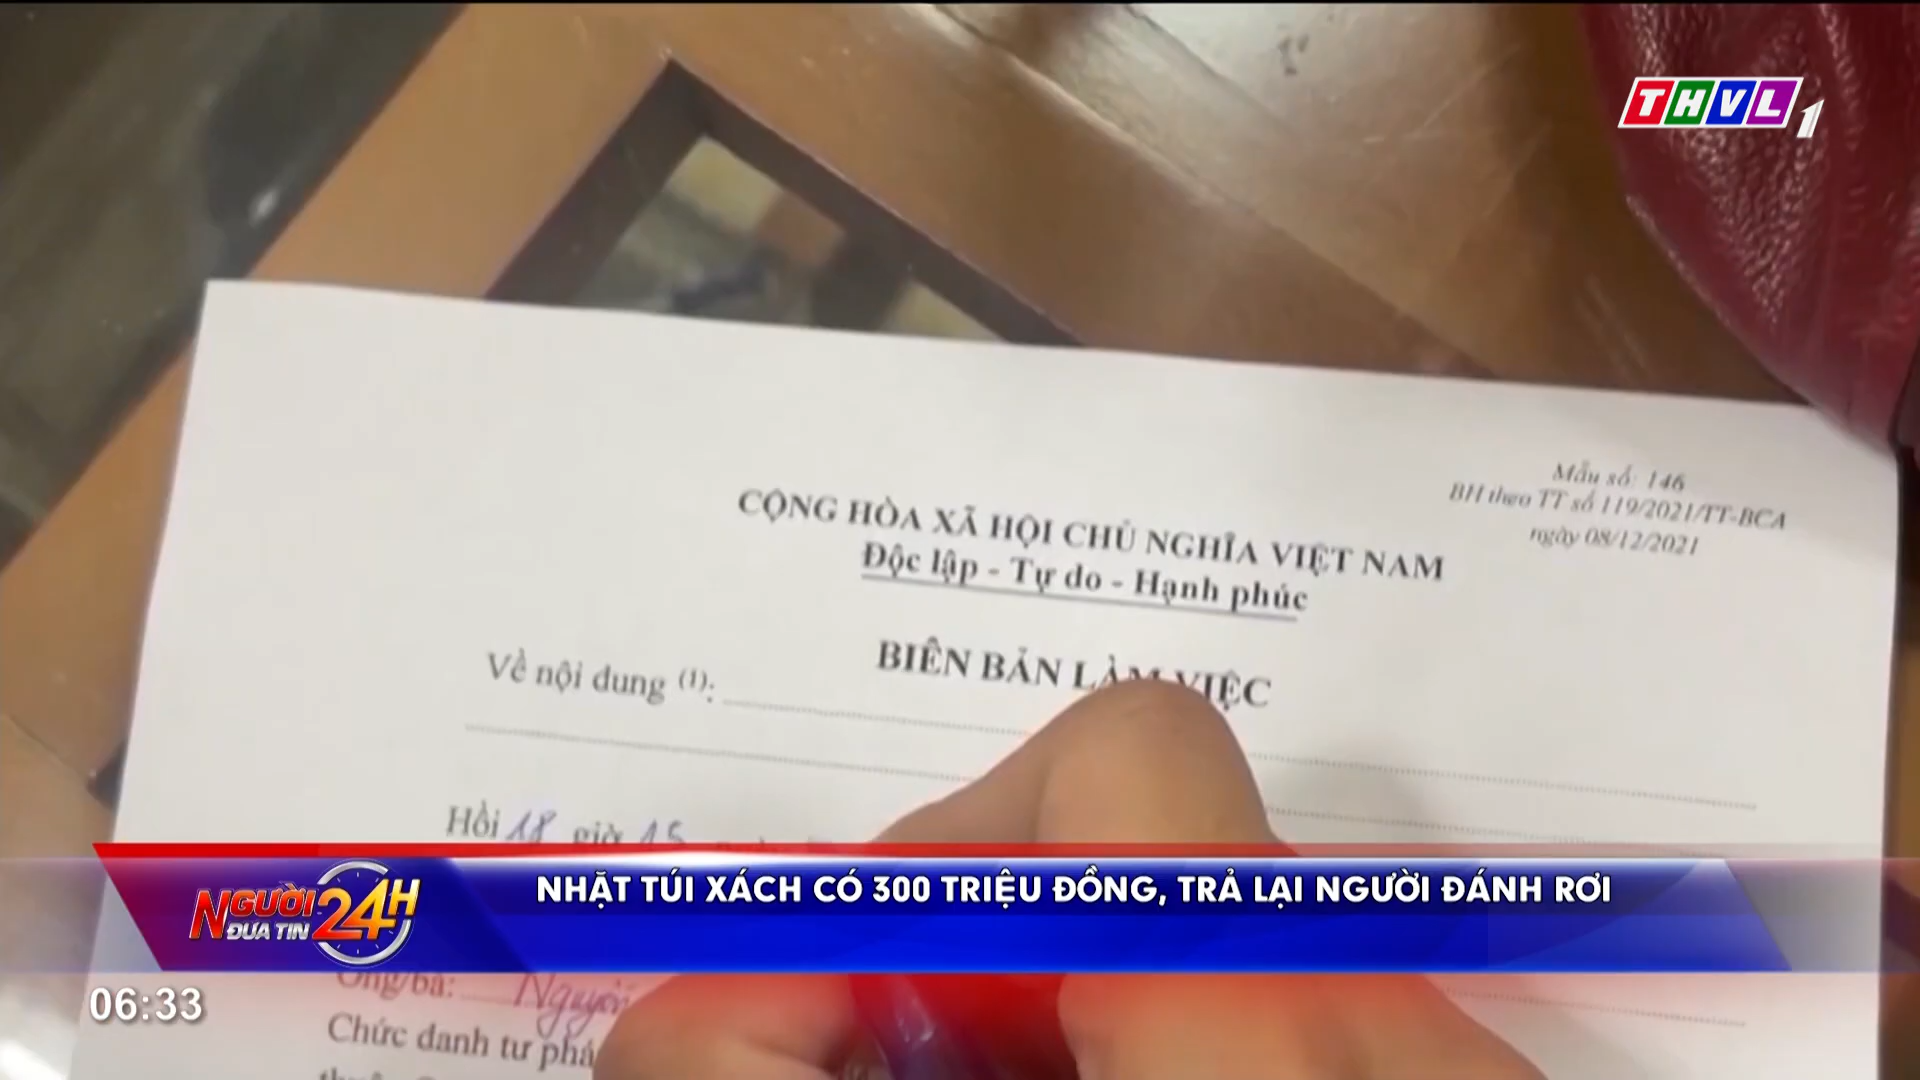 THVL1
Mẫu số: 146
BH theo TT số 119/2021/TT-BCA
ngày 08/12/2021
CỘNG HÒA XÃ HỘI CHỦ NGHĨA VIỆT NAM
Độc lập - Tự do - Hạnh phúc
BIÊN BẢN LÀM VIỆC
Về nội dung (1):
Hồi 18 giờ 15
NHẶT TÚI XÁCH CÓ 300 TRIỆU ĐỒNG, TRẢ LẠI NGƯỜI ĐÁNH RƠI
NGƯỜI ĐƯA TIN 24H
Ông/bà: Nguyễn
06:33
Chức danh tư phá